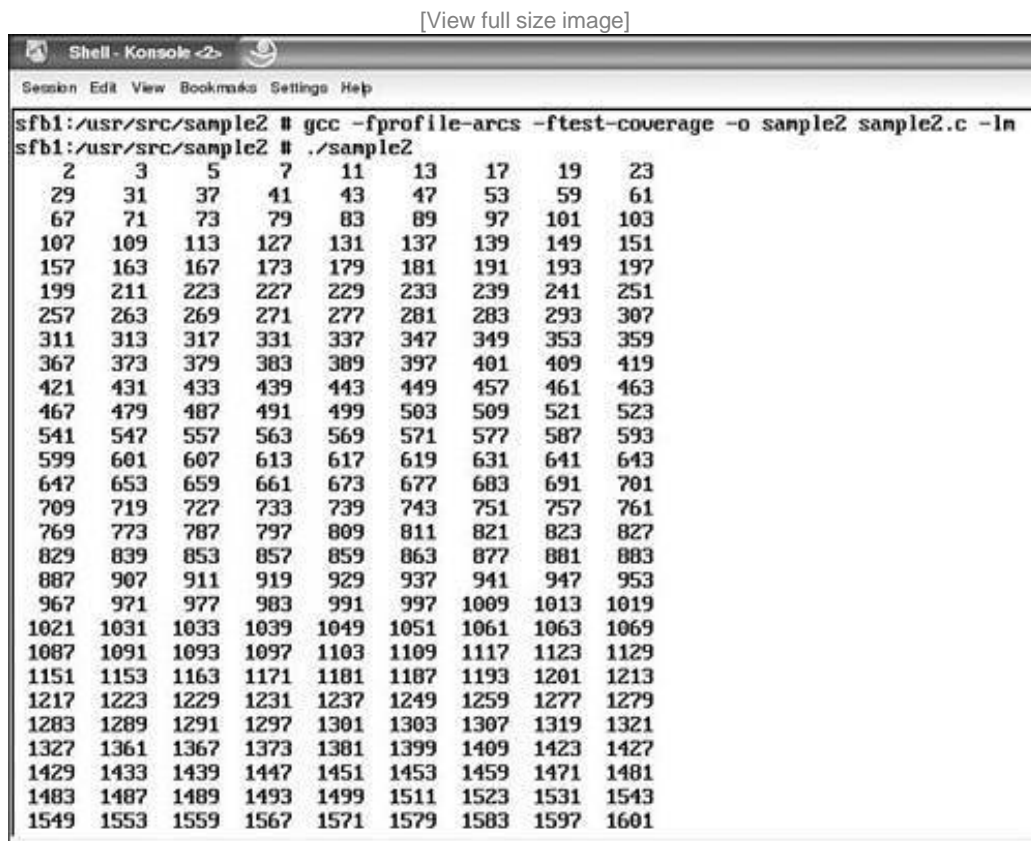 [View full size image]
Shell - Konsole <2>
Session Edit View Bookmarks Settings Help
sfb1:/usr/src/sample2 # gcc -fprofile-arcs -ftest-coverage -o sample2 sample2.c -lm
sfb1:/usr/src/sample2 # ./sample2
2 3 5 7 11 13 17 19 23
29 31 37 41 43 47 53 59 61
67 71 73 79 83 89 97 101 103
107 109 113 127 131 137 139 149 151
157 163 167 173 179 181 191 193 197
199 211 223 227 229 233 239 241 251
257 263 269 271 277 281 283 293 307
311 313 317 331 337 347 349 353 359
367 373 379 383 389 397 401 409 419
421 431 433 439 443 449 457 461 463
467 479 487 491 499 503 509 521 523
541 547 557 563 569 571 577 587 593
599 601 607 613 617 619 631 641 643
647 653 659 661 673 677 683 691 701
709 719 727 733 739 743 751 757 761
769 773 787 797 809 811 821 823 827
829 839 853 857 859 863 877 881 883
887 907 911 919 929 937 941 947 953
967 971 977 983 991 997 1009 1013 1019
1021 1031 1033 1039 1049 1051 1061 1063 1069
1087 1091 1093 1097 1103 1109 1117 1123 1129
1151 1153 1163 1171 1181 1187 1193 1201 1213
1217 1223 1229 1231 1237 1249 1259 1277 1279
1283 1289 1291 1297 1301 1303 1307 1319 1321
1327 1361 1367 1373 1381 1399 1409 1423 1427
1429 1433 1439 1447 1451 1453 1459 1471 1481
1483 1487 1489 1493 1499 1511 1523 1531 1543
1549 1553 1559 1567 1571 1579 1583 1597 1601